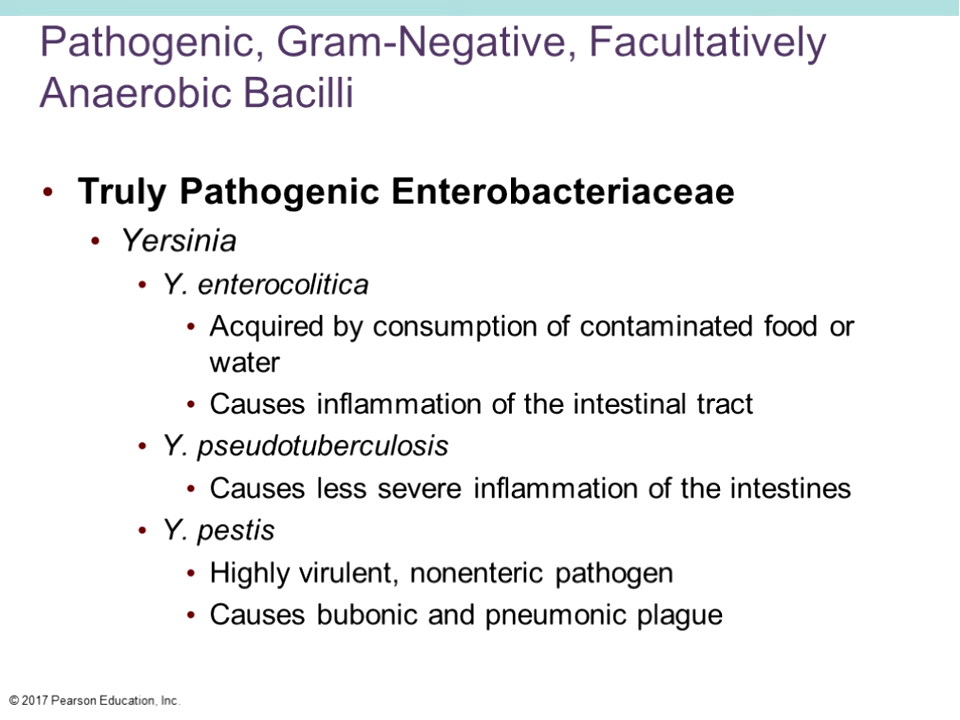 Pathogenic, Gram-Negative, Facultatively
Anaerobic Bacilli
• Truly Pathogenic Enterobacteriaceae
• Yersinia
• Y. enterocolitica
• Acquired by consumption of contaminated food or
water
• Causes inflammation of the intestinal tract
• Y. pseudotuberculosis
• Causes less severe inflammation of the intestines
• Y. pestis
• Highly virulent, nonenteric pathogen
• Causes bubonic and pneumonic plague
© 2017 Pearson Education, Inc.